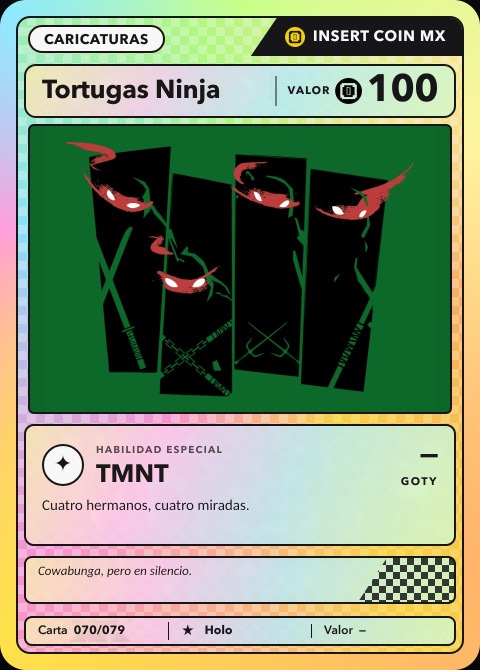 CARICATURAS
INSERT COIN MX
Tortugas Ninja
VALOR 100
HABILIDAD ESPECIAL
TMNT
–
GOTY
Cuatro hermanos, cuatro miradas.
Cowabunga, pero en silencio.
Carta 070/079 ★ Holo Valor –